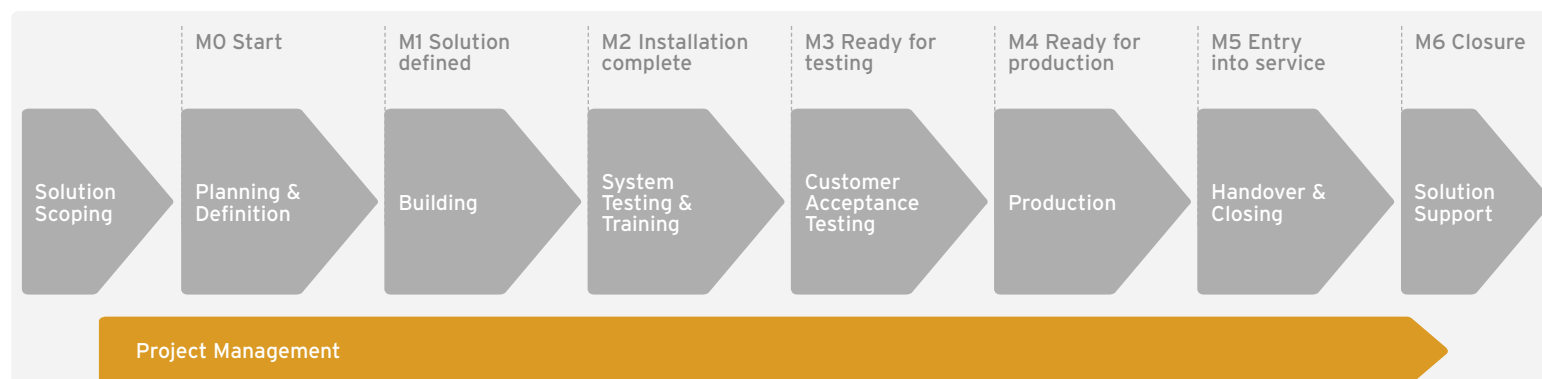 M0 Start
M1 Solution
defined
M2 Installation
complete
M3 Ready for
testing
M4 Ready for
production
M5 Entry
into service
M6 Closure
Solution
Scoping
Planning &
Definition
Building
System
Testing &
Training
Customer
Acceptance
Testing
Production
Handover &
Closing
Solution
Support
Project Management